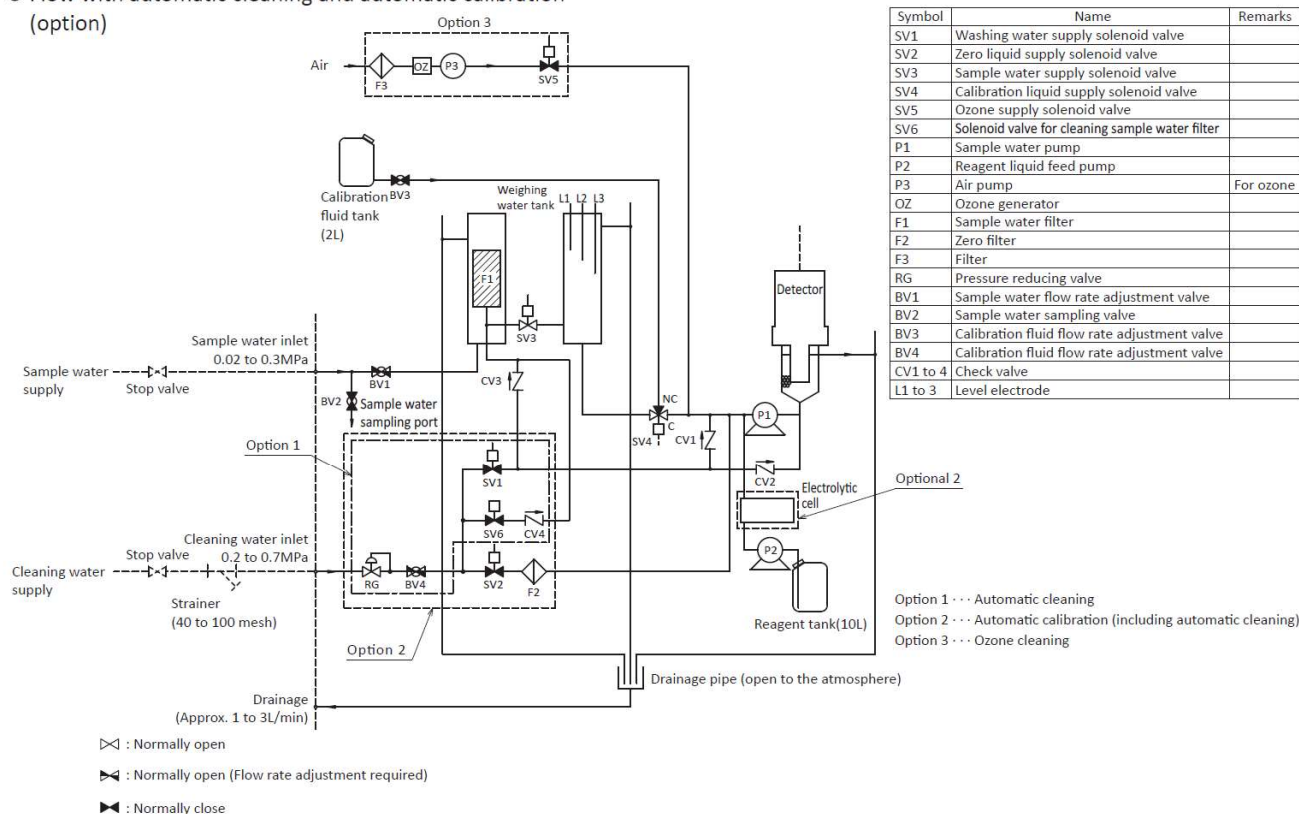 Flow with automatic cleaning and automatic calibration
(option)
Option 3
Air
F3
OZ
P3
SV5
Calibration
fluid tank
(2L)
BV3
Weighing
water tank
L1 L2 L3
F1
SV3
Detector
Sample water inlet
0.02 to 0.3MPa
Sample water
supply
Stop valve
BV1
BV2
Sample water
sampling port
CV3
NC
C
SV4
CV1
P1
Option 1
SV1
CV2
Electrolytic
cell
Optional 2
SV6
CV4
P2
Cleaning water inlet
0.2 to 0.7MPa
Stop valve
Cleaning water
supply
Strainer
(40 to 100 mesh)
RG
BV4
SV2
F2
Reagent tank(10L)
Option 2
Drainage pipe (open to the atmosphere)
Drainage
(Approx. 1 to 3L/min)
: Normally open
: Normally open (Flow rate adjustment required)
: Normally close
Symbol Name Remarks
SV1 Washing water supply solenoid valve
SV2 Zero liquid supply solenoid valve
SV3 Sample water supply solenoid valve
SV4 Calibration liquid supply solenoid valve
SV5 Ozone supply solenoid valve
SV6 Solenoid valve for cleaning sample water filter
P1 Sample water pump
P2 Reagent liquid feed pump
P3 Air pump For ozone
OZ Ozone generator
F1 Sample water filter
F2 Zero filter
F3 Filter
RG Pressure reducing valve
BV1 Sample water flow rate adjustment valve
BV2 Sample water sampling valve
BV3 Calibration fluid flow rate adjustment valve
BV4 Calibration fluid flow rate adjustment valve
CV1 to 4 Check valve
L1 to 3 Level electrode
Option 1 ··· Automatic cleaning
Option 2 ··· Automatic calibration (including automatic cleaning)
Option 3 ··· Ozone cleaning